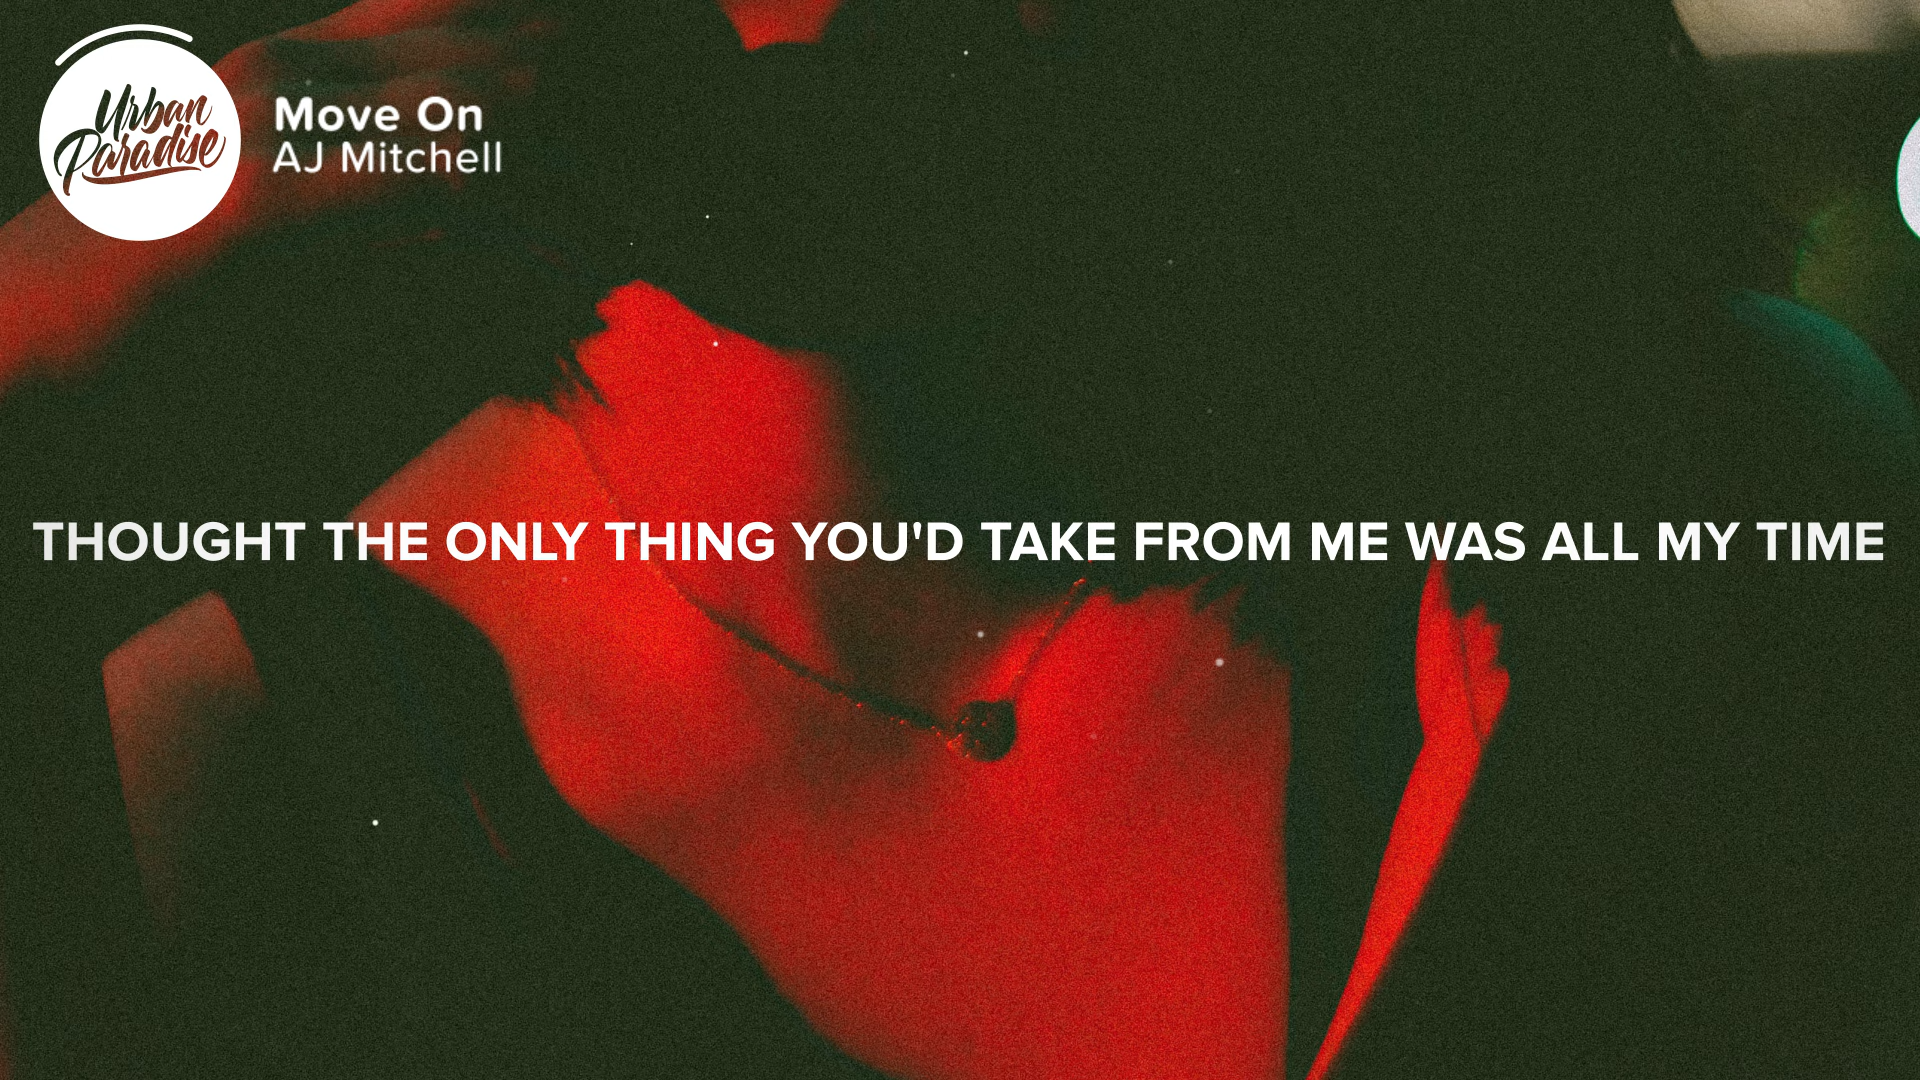 Urban
Paradise
Move On
AJ Mitchell
THOUGHT THE ONLY THING YOU'D TAKE FROM ME WAS ALL MY TIME